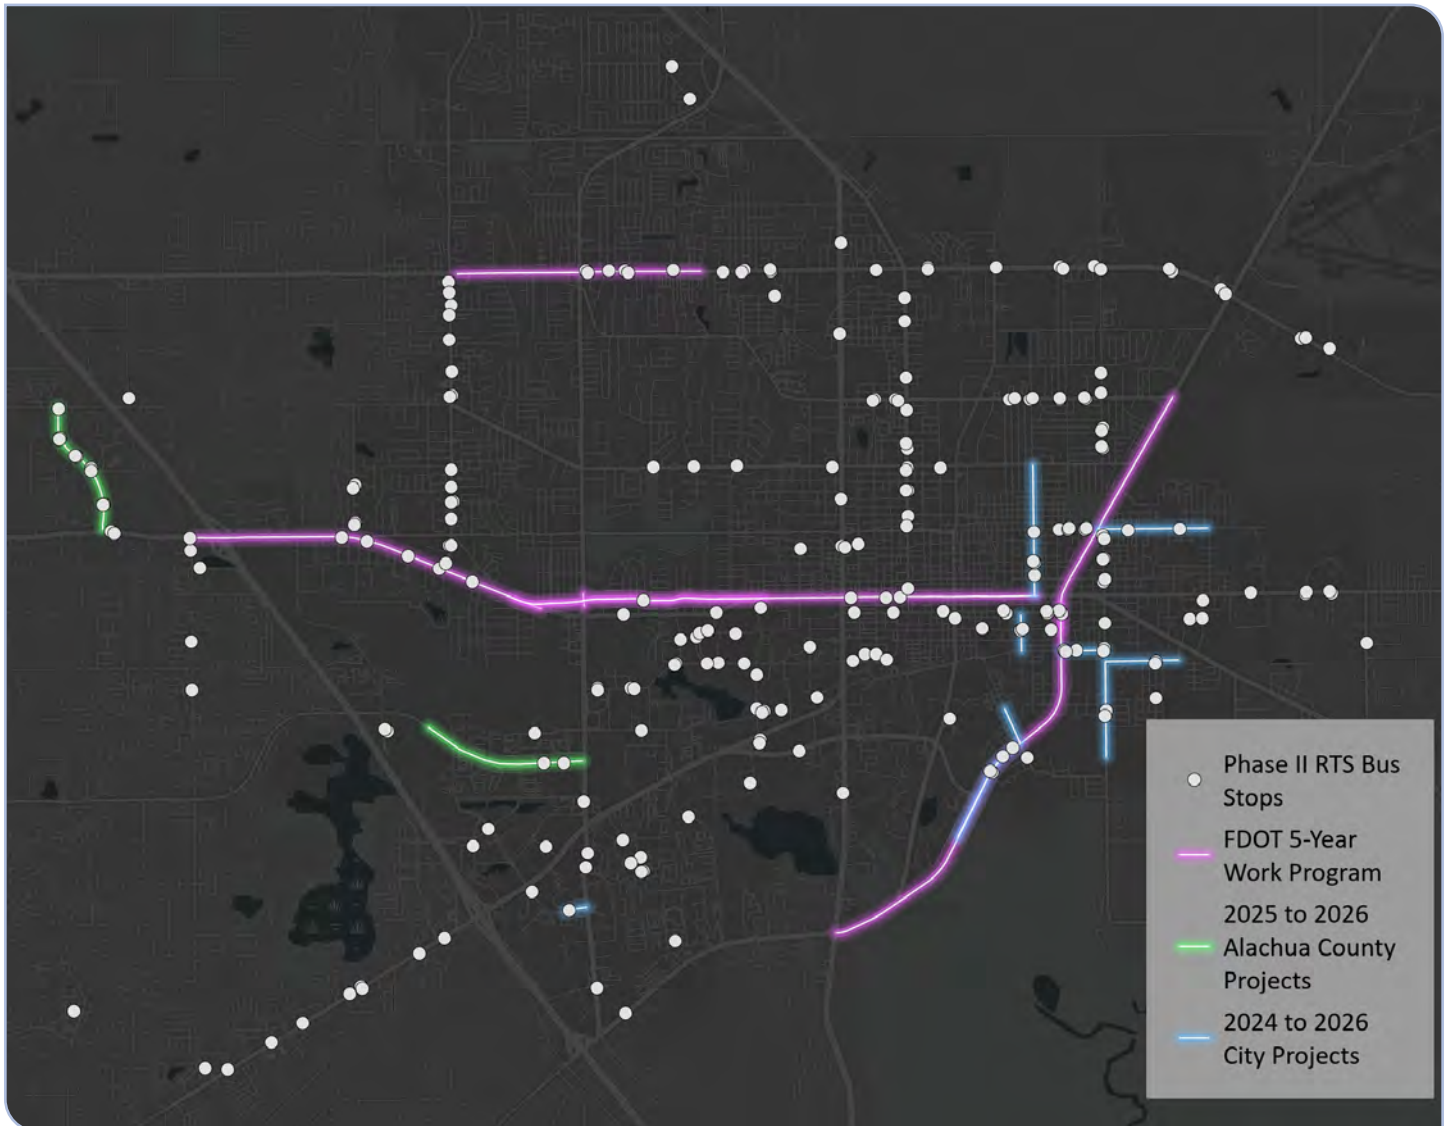 Phase II RTS Bus
Stops
FDOT 5-Year
Work Program
2025 to 2026
Alachua County
Projects
2024 to 2026
City Projects